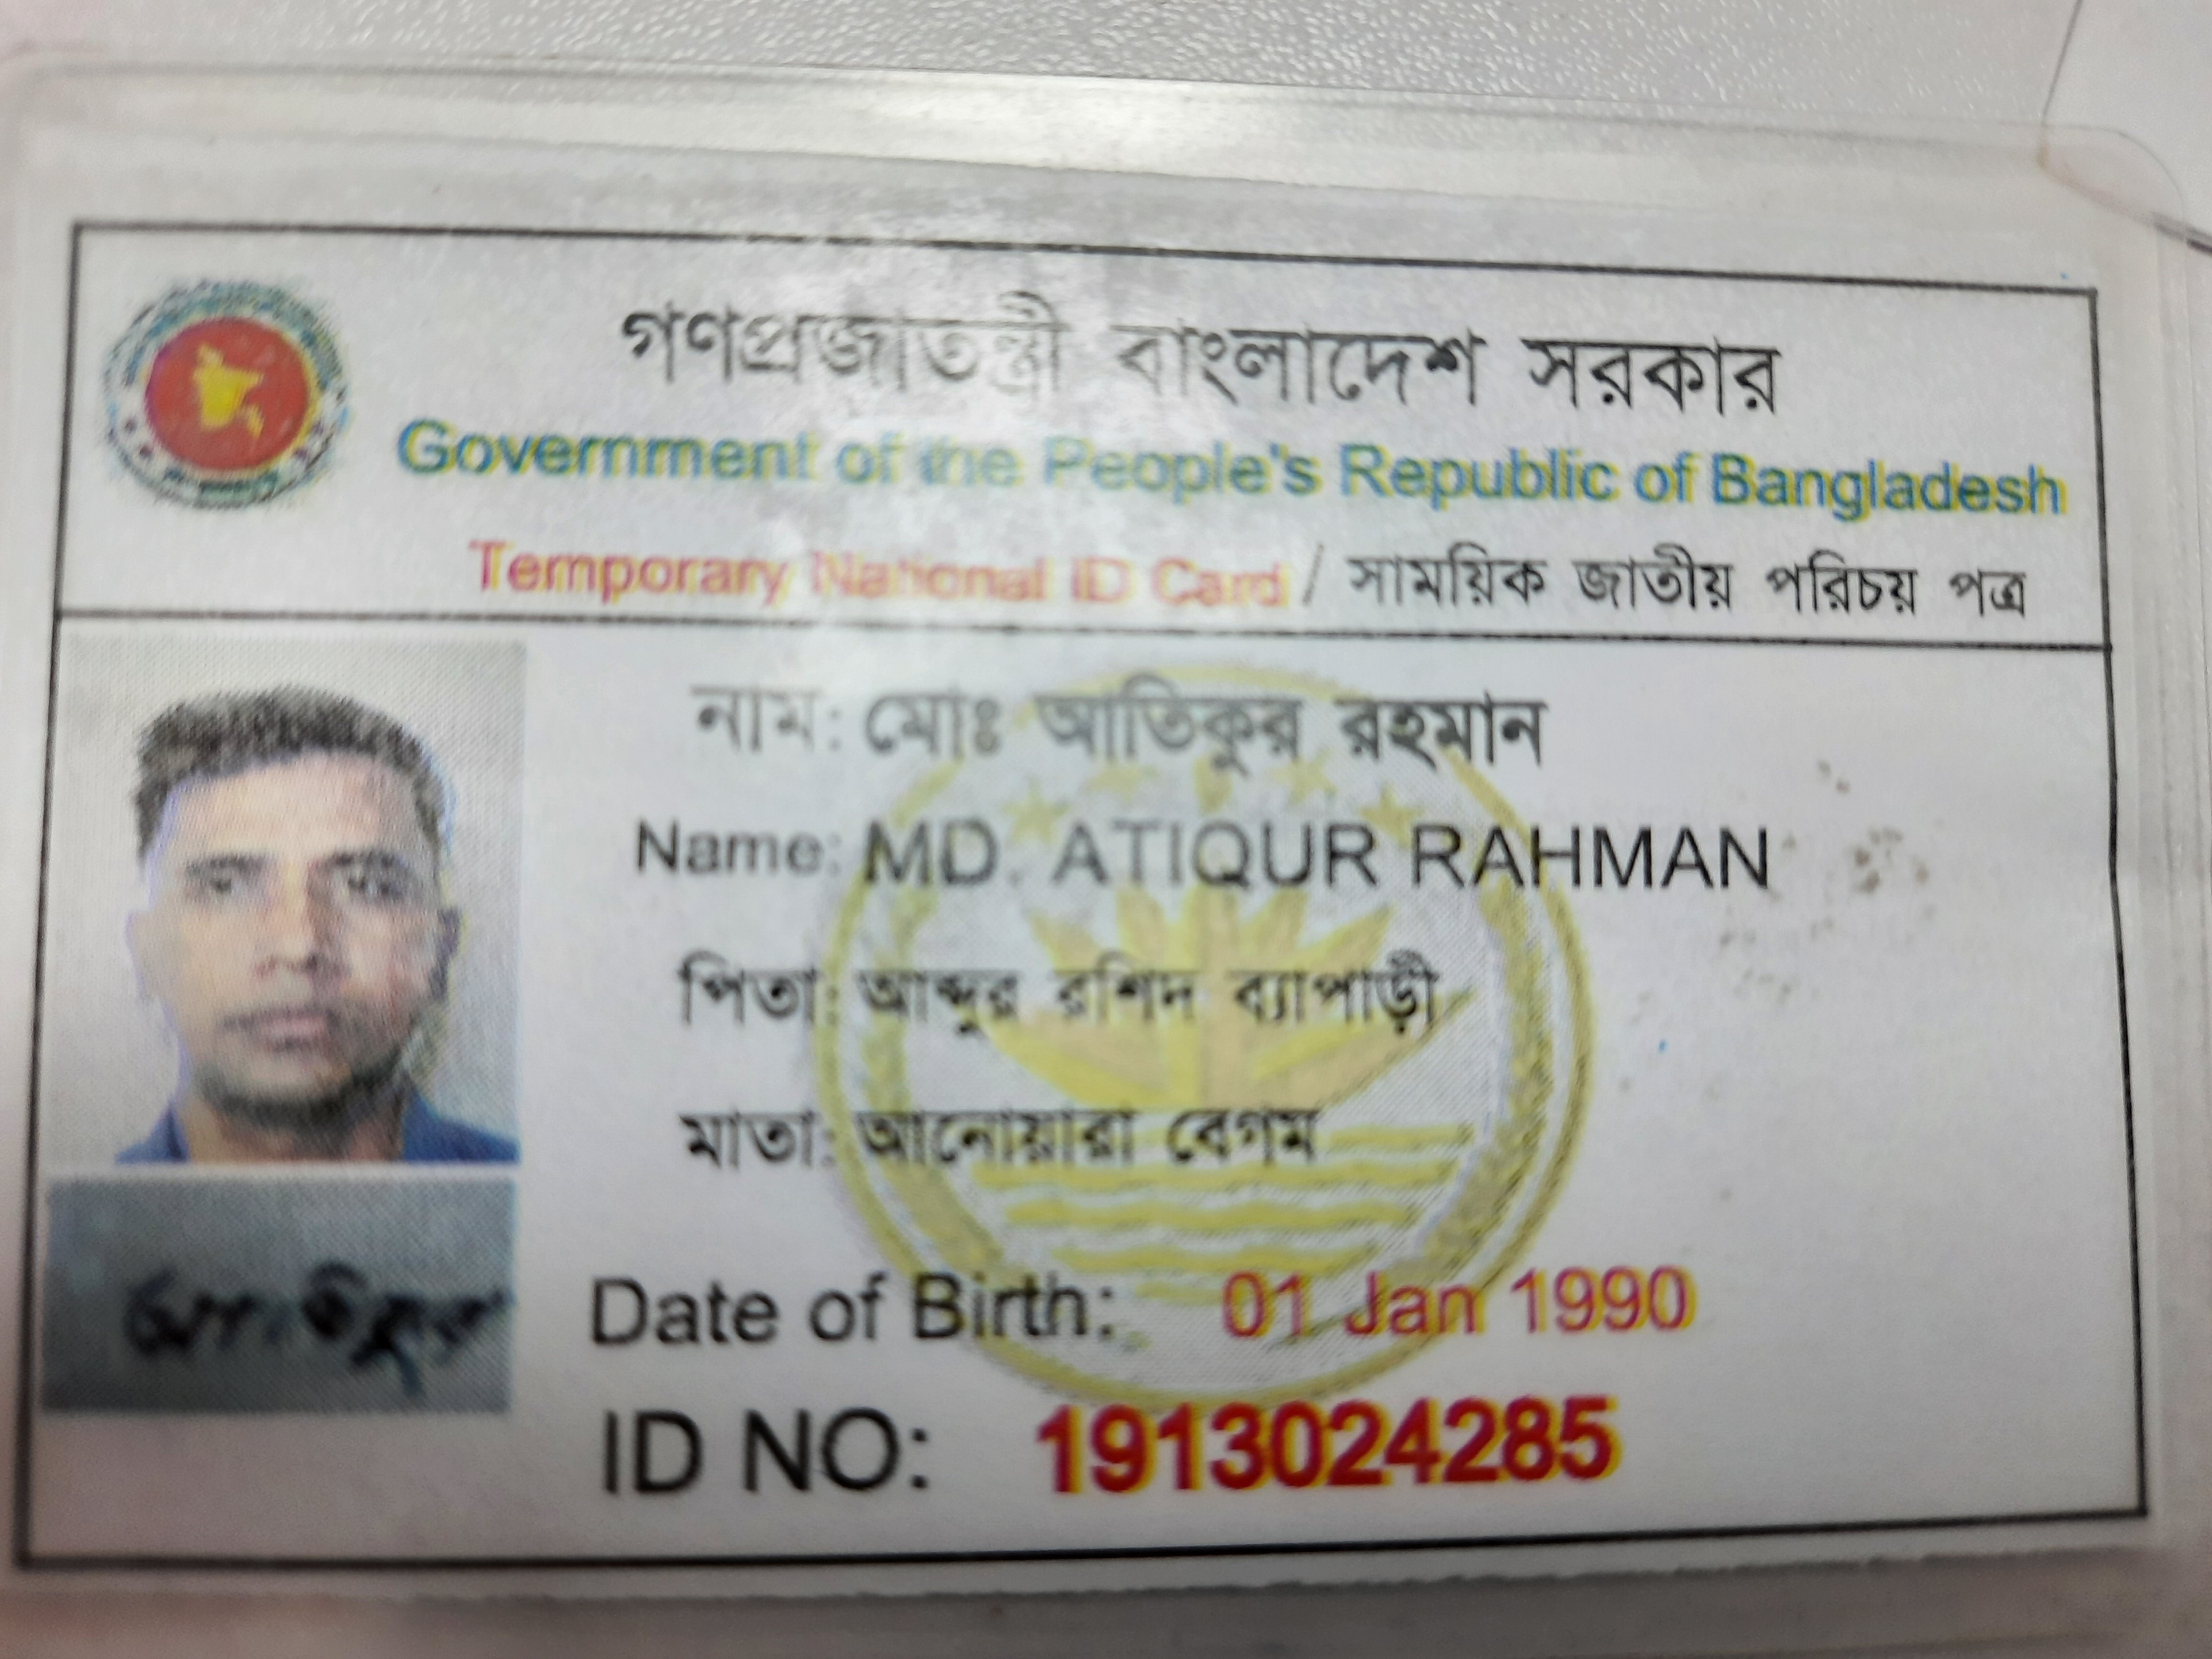 গণপ্রজাতন্ত্রী বাংলাদেশ সরকার
Government of the People's Republic of Bangladesh
Temporary National ID Card / সাময়িক জাতীয় পরিচয় পত্র
নাম: মোঃ আতিকুর রহমান
Name: MD. ATIQUR RAHMAN
পিতা: আব্দুর রশিদ ব্যাপাড়ী
মাতা: আনোয়ারা বেগম
Date of Birth: 01 Jan 1990
ID NO: 1913024285